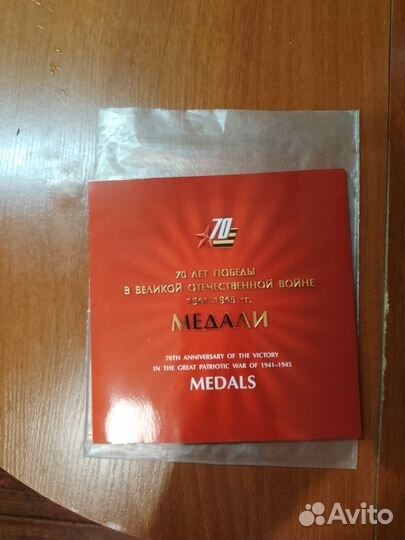 70
70 ЛЕТ ПОБЕДЫ
В ВЕЛИКОЙ ОТЕЧЕСТВЕННОЙ ВОЙНЕ
1941-1945 гг.
МЕДАЛИ
70TH ANNIVERSARY OF THE VICTORY
IN THE GREAT PATRIOTIC WAR OF 1941–1945
MEDALS
Avito